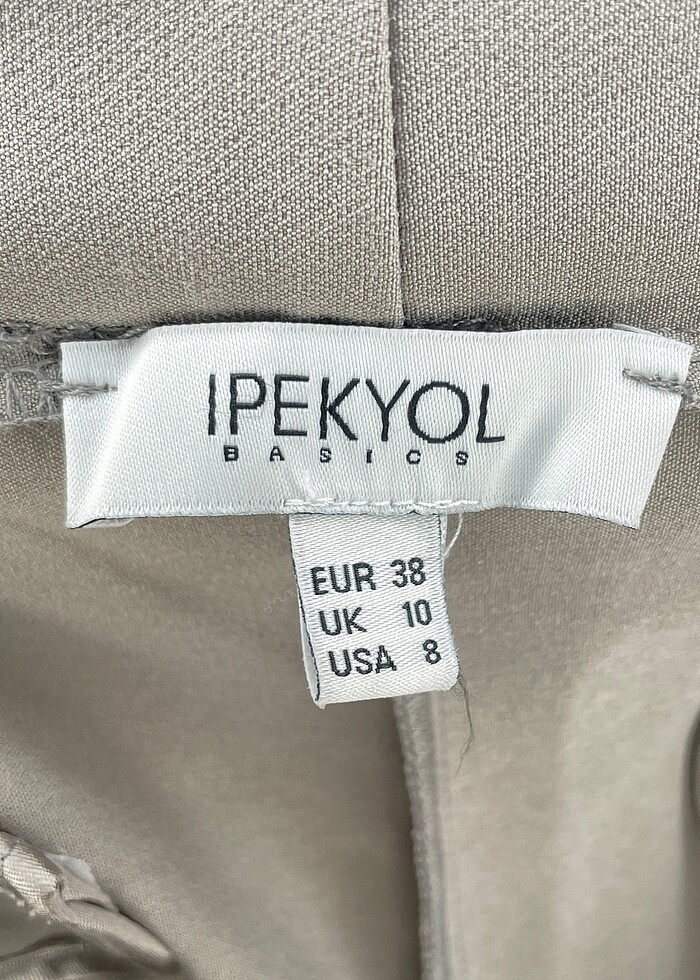 IPEKYOL
BASICS
EUR 38
UK 10
USA 8